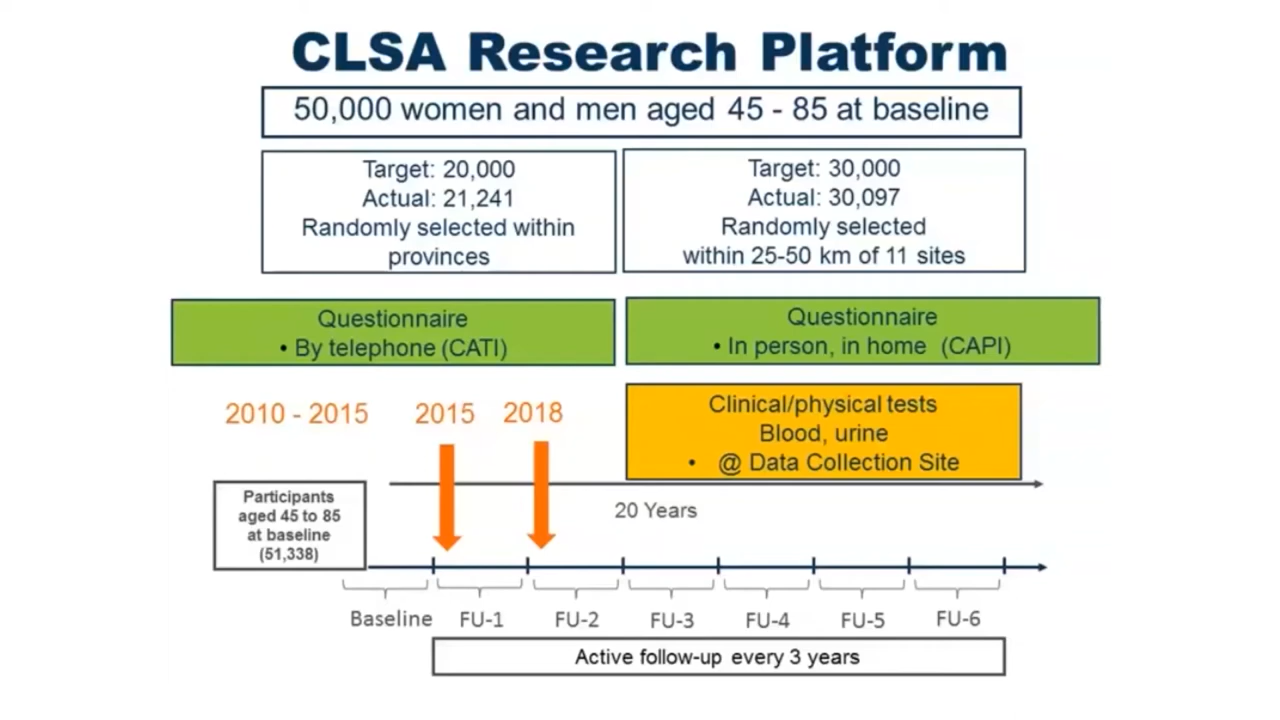 CLSA Research Platform
50,000 women and men aged 45 - 85 at baseline
Target: 20,000
Actual: 21,241
Randomly selected within
provinces
Target: 30,000
Actual: 30,097
Randomly selected
within 25-50 km of 11 sites
Questionnaire
• By telephone (CATI)
Questionnaire
• In person, in home (CAPI)
Clinical/physical tests
Blood, urine
• @ Data Collection Site
2010 - 2015
2015
2018
20 Years
Participants
aged 45 to 85
at baseline
(51,338)
Baseline
FU-1
FU-2
FU-3
FU-4
FU-5
FU-6
Active follow-up every 3 years